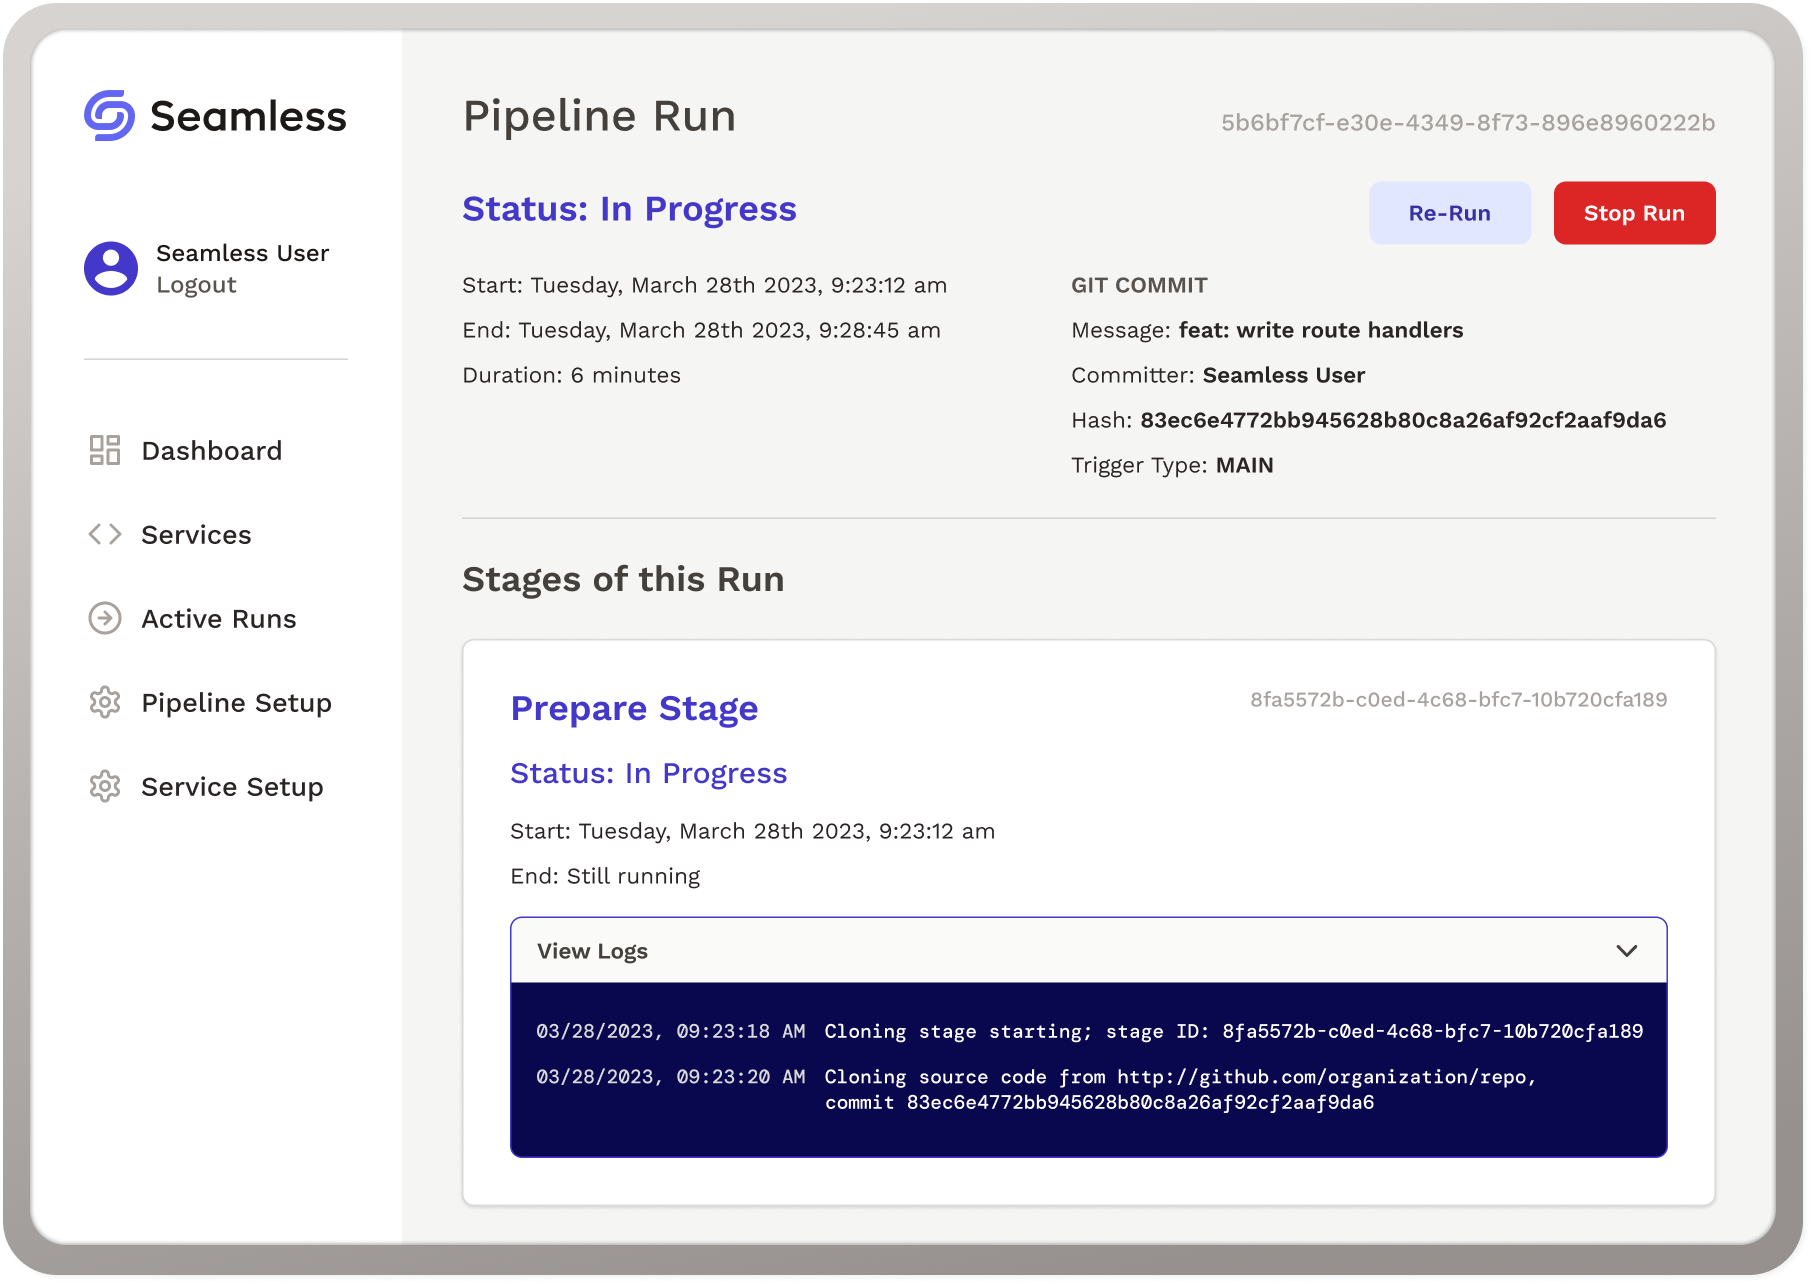 Seamless
Seamless User
Logout
Dashboard
Services
Active Runs
Pipeline Setup
Service Setup
Pipeline Run
5b6bf7cf-e30e-4349-8f73-896e8960222b
Status: In Progress
Re-Run
Stop Run
Start: Tuesday, March 28th 2023, 9:23:12 am
End: Tuesday, March 28th 2023, 9:28:45 am
Duration: 6 minutes
GIT COMMIT
Message: feat: write route handlers
Committer: Seamless User
Hash: 83ec6e4772bb945628b80c8a26af92cf2aaf9da6
Trigger Type: MAIN
Stages of this Run
Prepare Stage
8fa5572b-c0ed-4c68-bfc7-10b720cfa189
Status: In Progress
Start: Tuesday, March 28th 2023, 9:23:12 am
End: Still running
View Logs
03/28/2023, 09:23:18 AM Cloning stage starting; stage ID: 8fa5572b-c0ed-4c68-bfc7-10b720cfa189
03/28/2023, 09:23:20 AM Cloning source code from http://github.com/organization/repo,
commit 83ec6e4772bb945628b80c8a26af92cf2aaf9da6